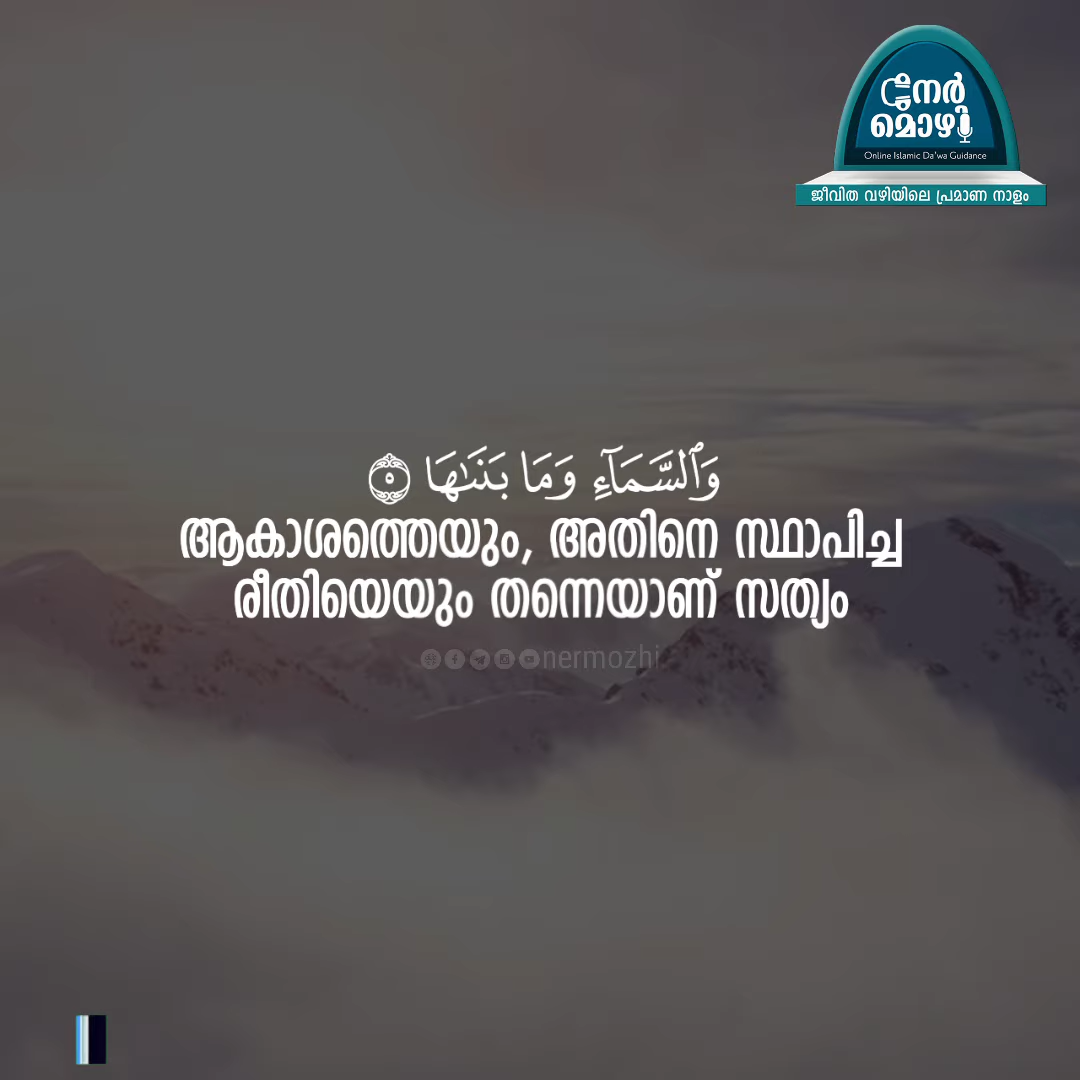 നേർ
മൊഴി
Online Islamic Da'wa Guidance
ജീവിത വഴിയിലെ പ്രമാണ നാളം
وَٱلسَّمَآءِ وَمَا بَنَىٰهَا ۝٥
ആകാശത്തെയും, അതിനെ സ്ഥാപിച്ച
രീതിയെയും തന്നെയാണ് സത്യം
nermozhi